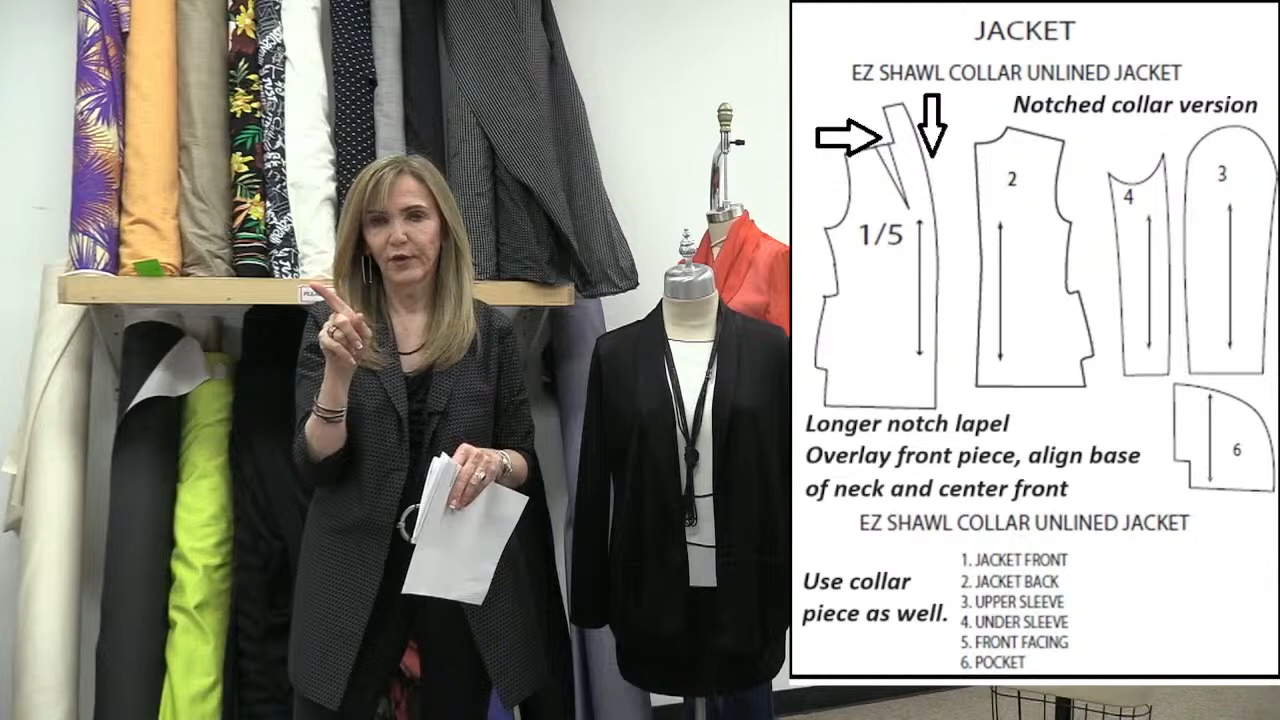 JACKET
EZ SHAWL COLLAR UNLINED JACKET
Notched collar version
1/5
2
4
3
6
Longer notch lapel
Overlay front piece, align base
of neck and center front
EZ SHAWL COLLAR UNLINED JACKET
Use collar
piece as well.
1. JACKET FRONT
2. JACKET BACK
3. UPPER SLEEVE
4. UNDER SLEEVE
5. FRONT FACING
6. POCKET